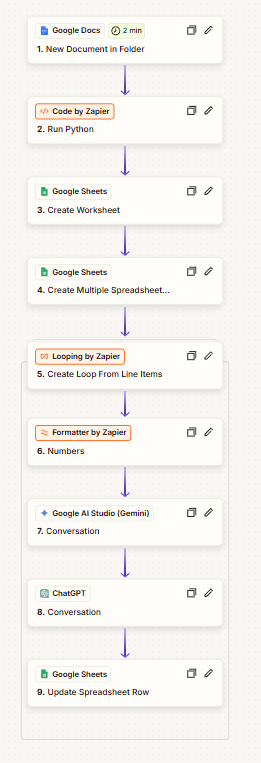 Google Docs 2 min
1. New Document in Folder
Code by Zapier
2. Run Python
Google Sheets
3. Create Worksheet
Google Sheets
4. Create Multiple Spreadsheet...
Looping by Zapier
5. Create Loop From Line Items
Formatter by Zapier
6. Numbers
Google AI Studio (Gemini)
7. Conversation
ChatGPT
8. Conversation
Google Sheets
9. Update Spreadsheet Row